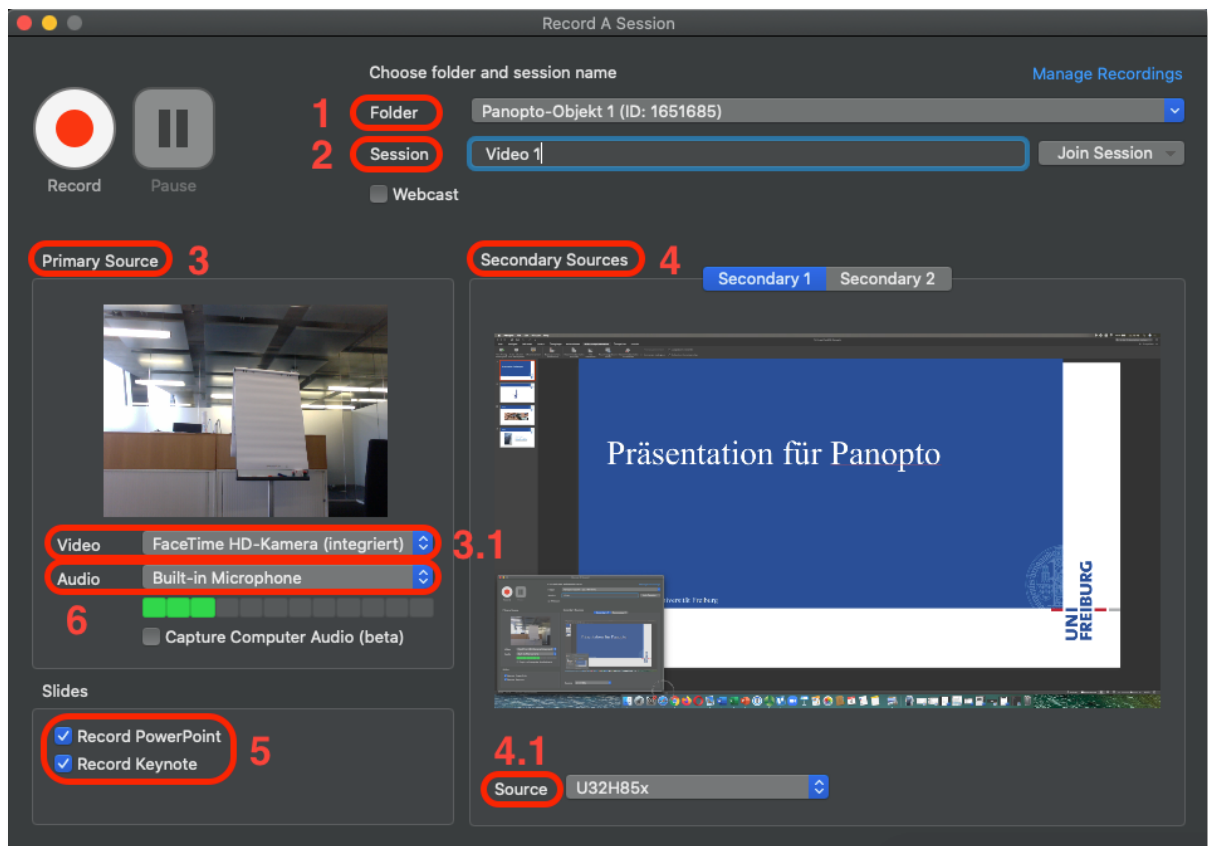 Record A Session
Choose folder and session name
Manage Recordings
1 Folder Panopto-Objekt 1 (ID: 1651685)
2 Session Video 1 Join Session
Record Pause
Webcast
Primary Source 3
Secondary Sources 4
Secondary 1 Secondary 2
Präsentation für Panopto
UNI
FREIBURG
Video FaceTime HD-Kamera (integriert) 3.1
Audio Built-in Microphone
6
Capture Computer Audio (beta)
Slides
Record PowerPoint
Record Keynote
5
4.1
Source U32H85x